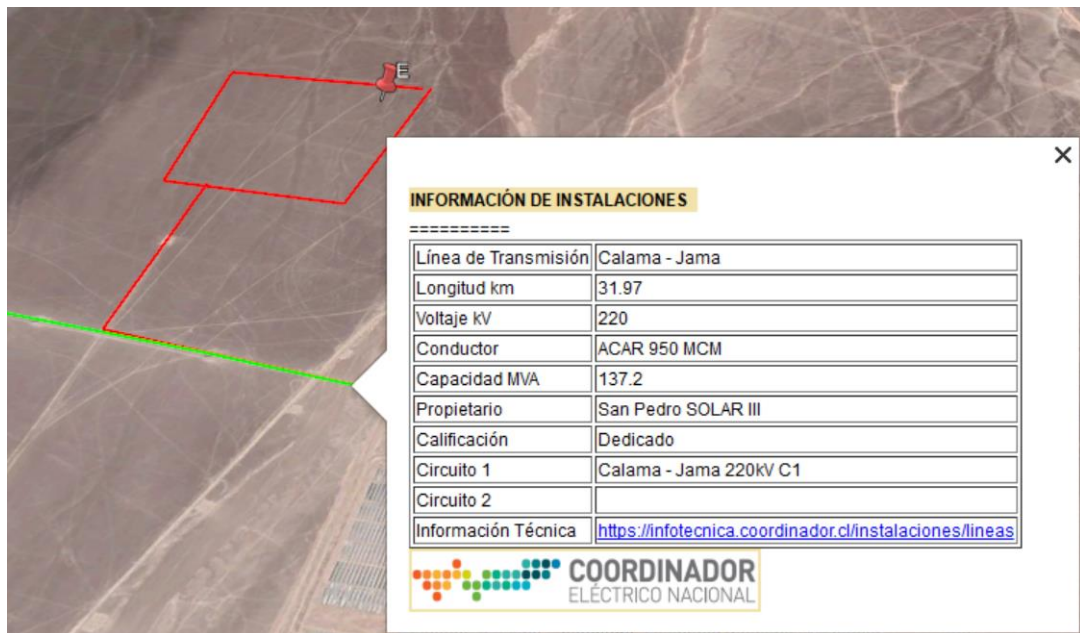 E
INFORMACIÓN DE INSTALACIONES
==========
Línea de Transmisión Calama - Jama
Longitud km 31.97
Voltaje kV 220
Conductor ACAR 950 MCM
Capacidad MVA 137.2
Propietario San Pedro SOLAR III
Calificación Dedicado
Circuito 1 Calama - Jama 220kV C1
Circuito 2
Información Técnica https://infotecnica.coordinador.cl/instalaciones/lineas
COORDINADOR
ELÉCTRICO NACIONAL